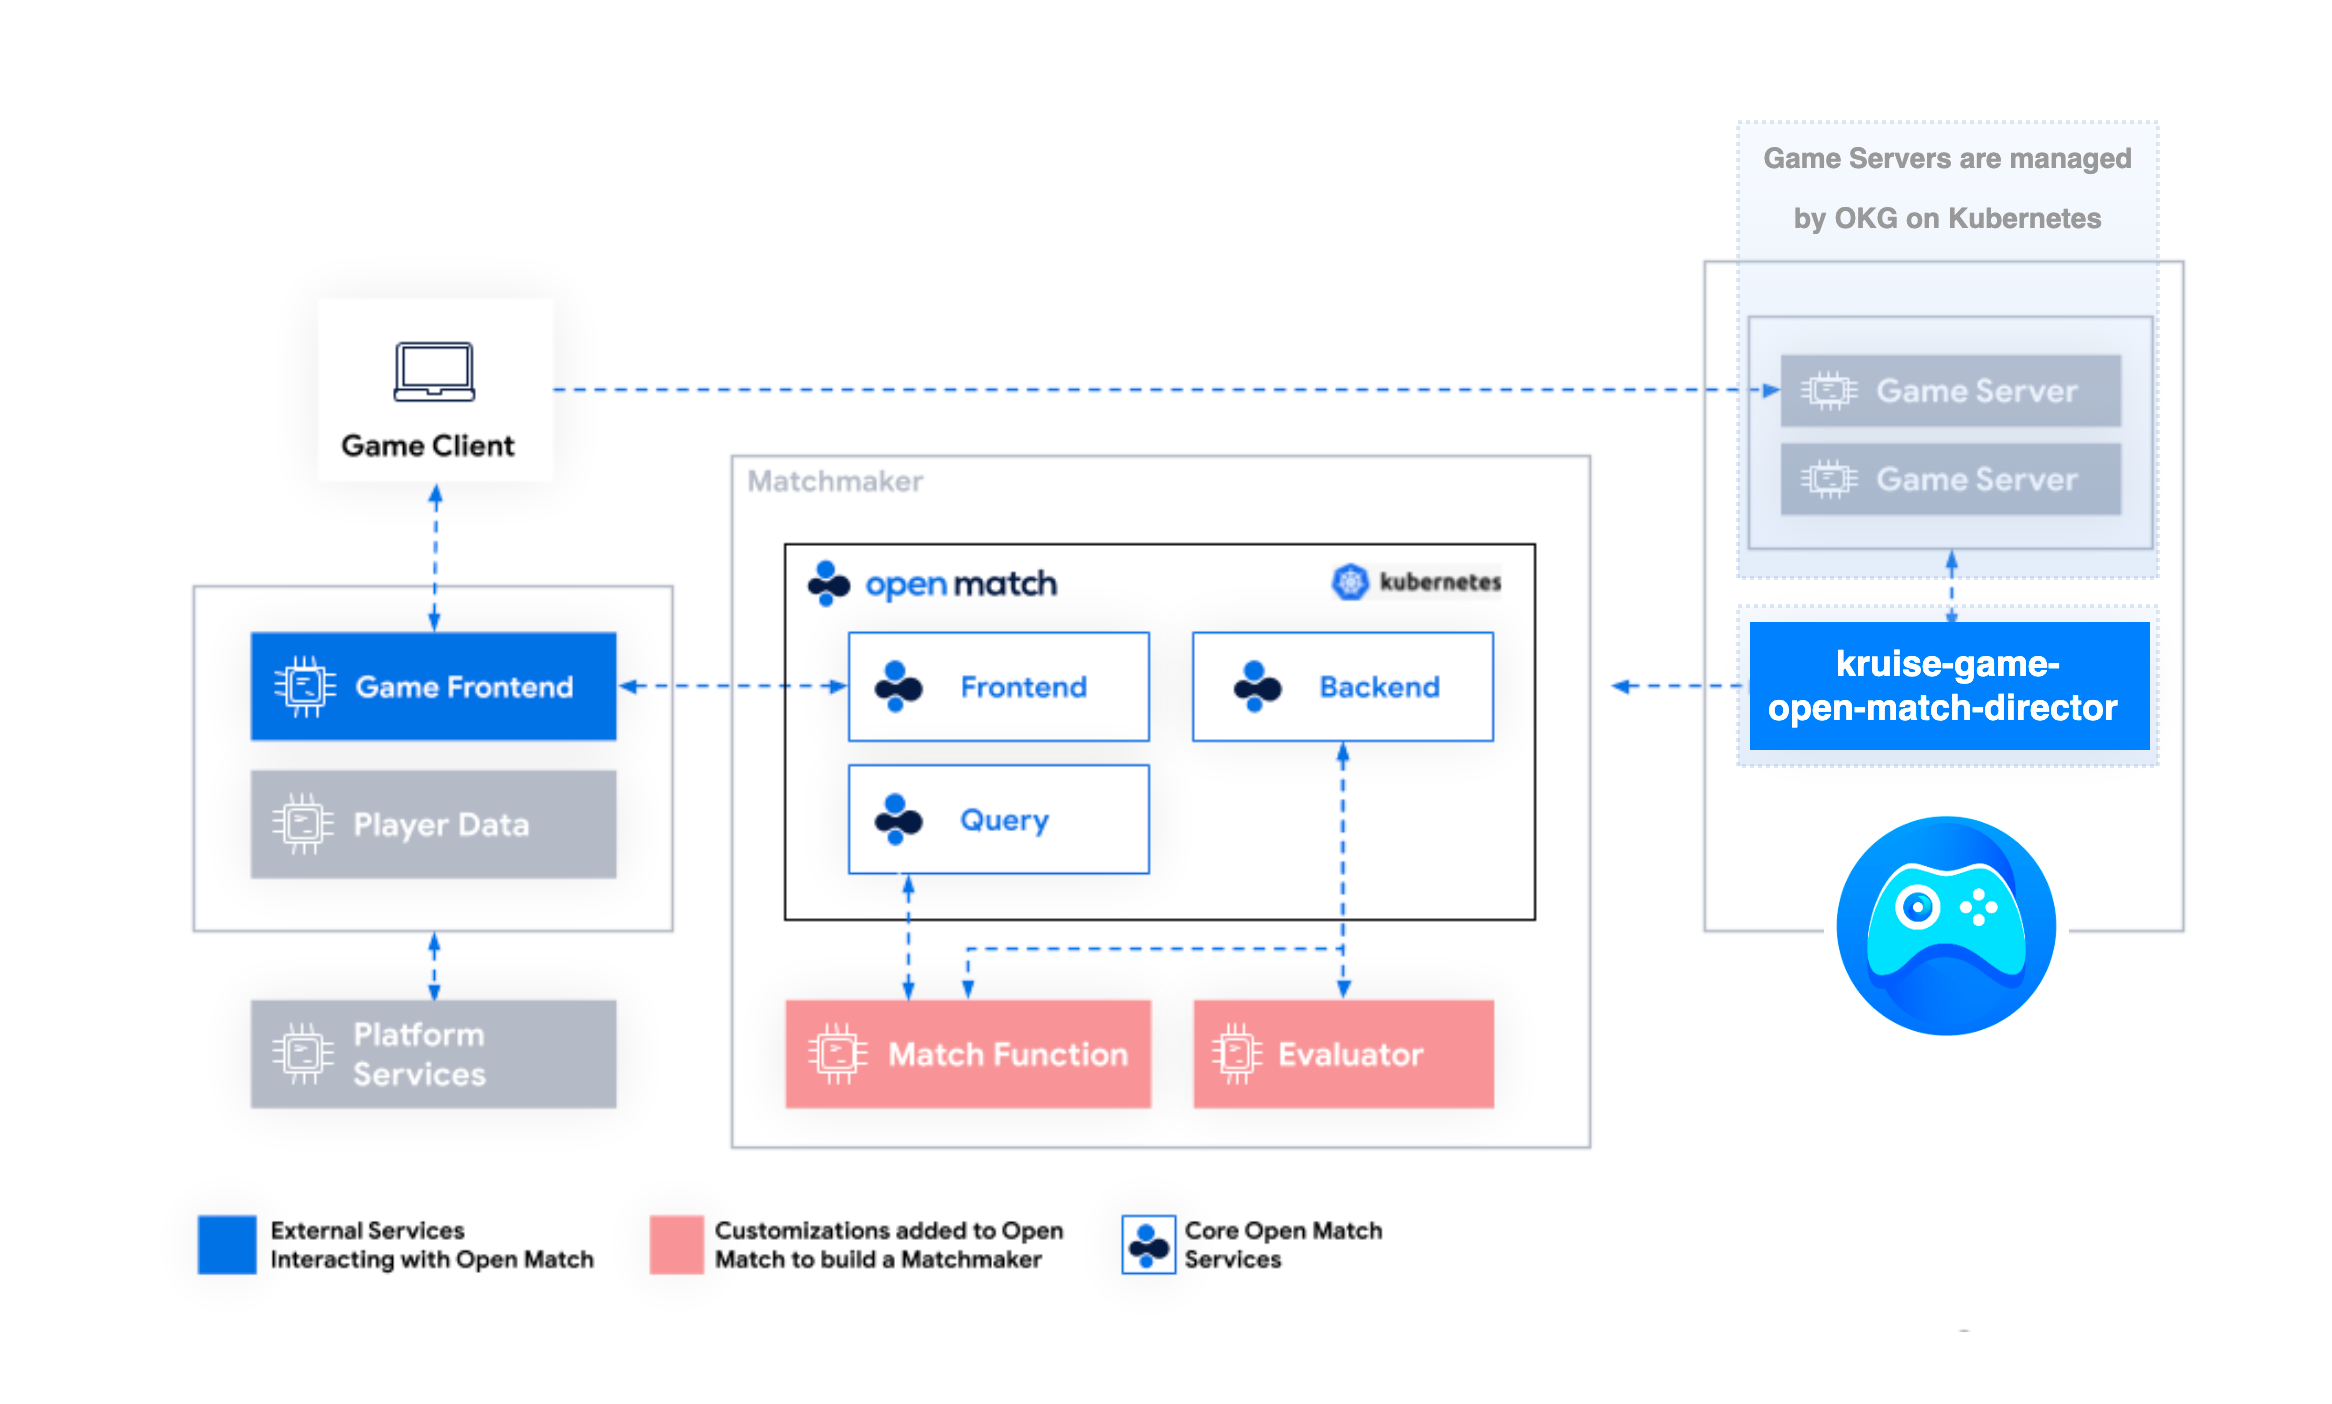 Game Servers are managed
by OKG on Kubernetes
Game Client
Game Server
Game Server
Matchmaker
open match
kubernetes
Game Frontend
Frontend
Backend
kruise-game-
open-match-director
Player Data
Query
Platform
Services
Match Function
Evaluator
External Services
Interacting with Open Match
Customizations added to Open
Match to build a Matchmaker
Core Open Match
Services